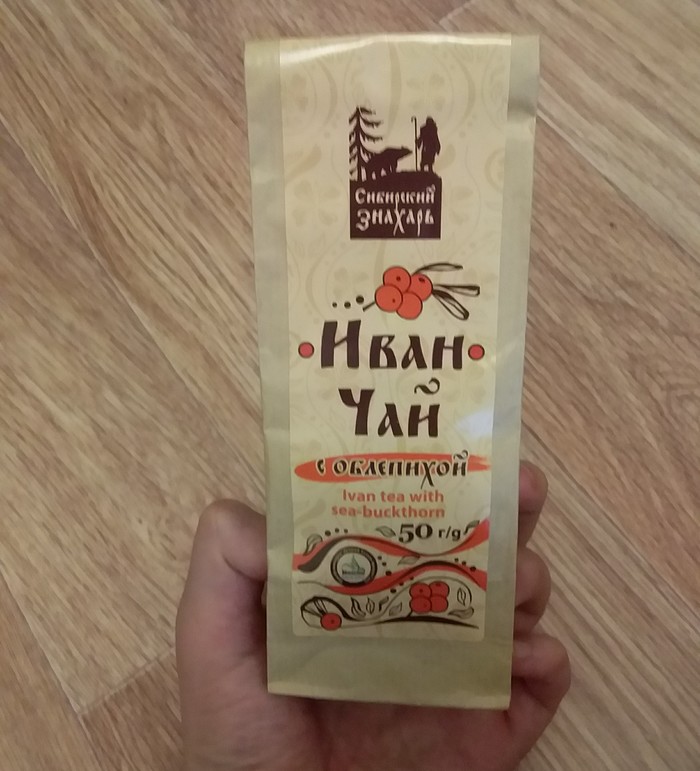 Сибирский
Знахарь
Иван
Чай
с облепихой
Ivan tea with
sea-buckthorn
50 г/g